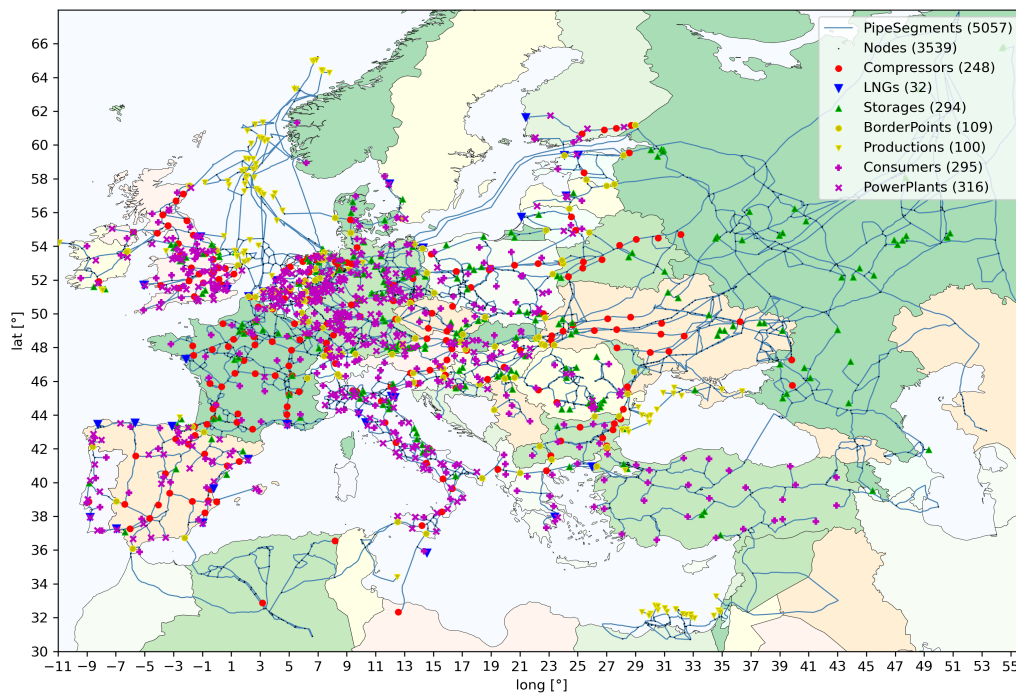 PipeSegments (5057)
Nodes (3539)
Compressors (248)
LNGs (32)
Storages (294)
BorderPoints (109)
Productions (100)
Consumers (295)
PowerPlants (316)
66
64
62
60
58
56
54
52
50
48
46
44
42
40
38
36
34
32
30
lat [°]
−11 −9 −7 −5 −3 −1 1 3 5 7 9 11 13 15 17 19 21 23 25 27 29 31 33 35 37 39 41 43 45 47 49 51 53 55
long [°]